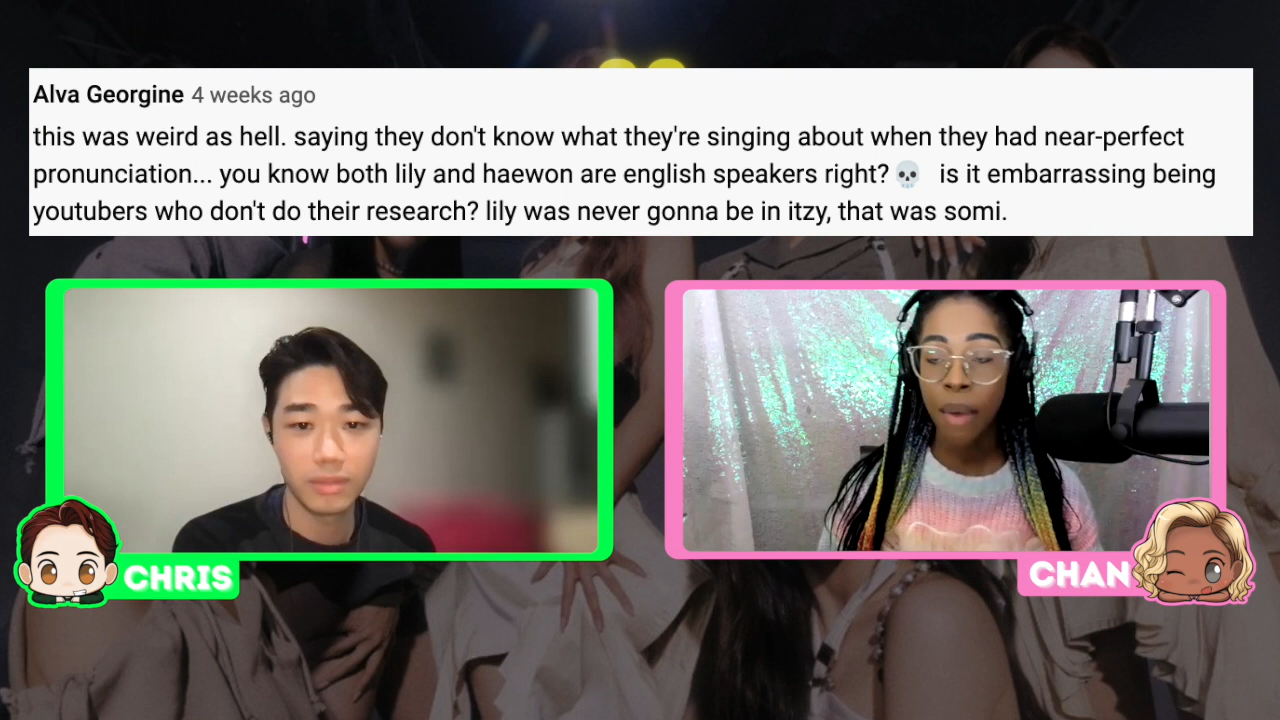 Alva Georgine 4 weeks ago
this was weird as hell. saying they don't know what they're singing about when they had near-perfect
pronunciation... you know both lily and haewon are english speakers right?💀 is it embarrassing being
youtubers who don't do their research? lily was never gonna be in itzy, that was somi.
CHRIS
CHAN